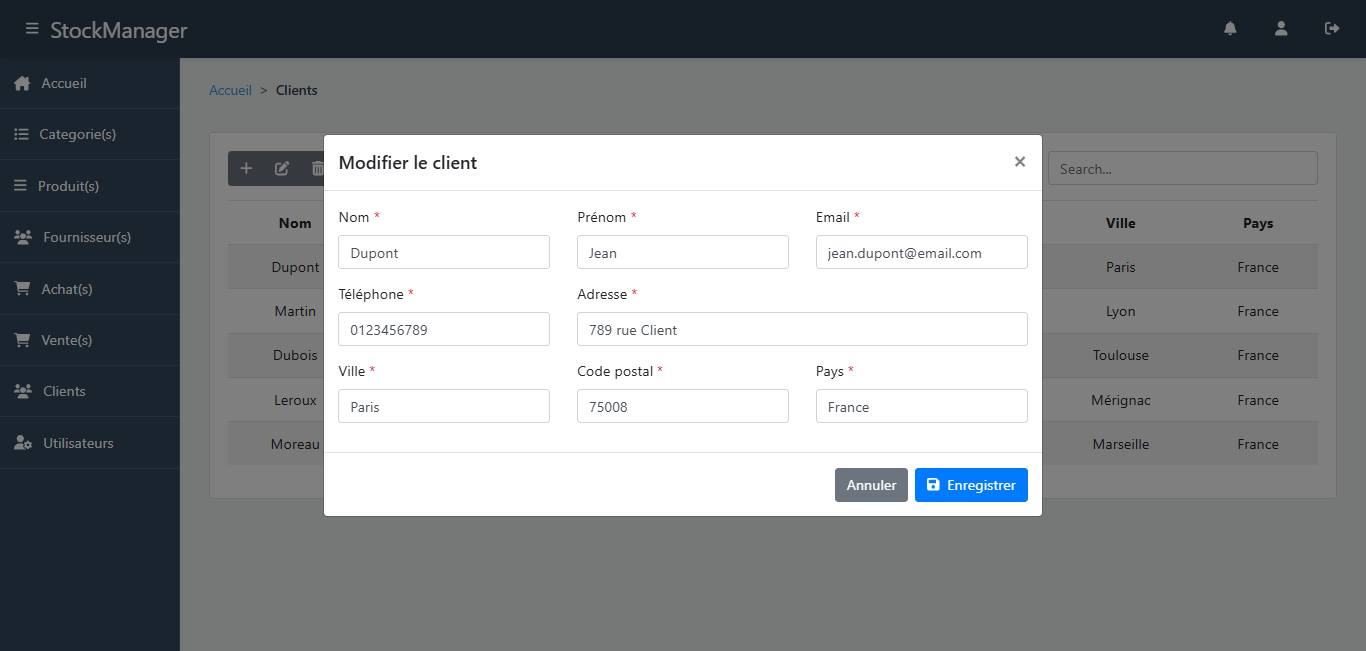 StockManager
Accueil
Categorie(s)
Produit(s)
Fournisseur(s)
Achat(s)
Vente(s)
Clients
Utilisateurs
Accueil > Clients
Search...
Modifier le client ×
Nom * Prénom * Email *
Dupont Jean jean.dupont@email.com
Téléphone * Adresse *
0123456789 789 rue Client
Ville * Code postal * Pays *
Paris 75008 France
Annuler Enregistrer
Nom Ville Pays
Dupont Paris France
Martin Lyon France
Dubois Toulouse France
Leroux Mérignac France
Moreau Marseille France